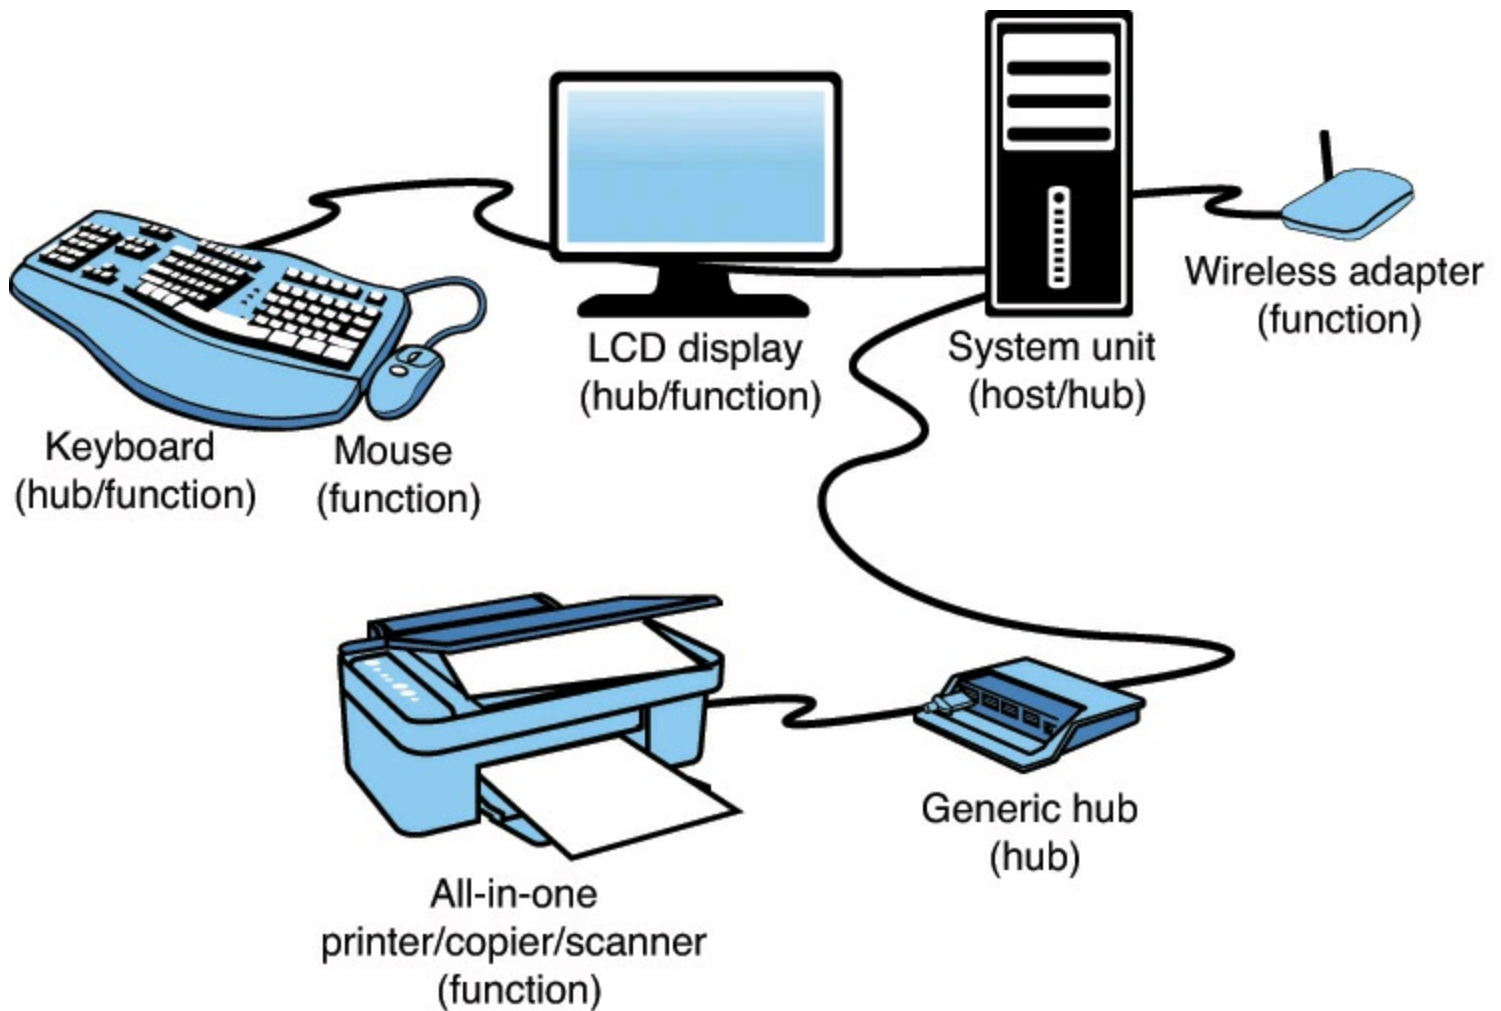 LCD display
(hub/function)
System unit
(host/hub)
Wireless adapter
(function)
Keyboard
(hub/function)
Mouse
(function)
Generic hub
(hub)
All-in-one
printer/copier/scanner
(function)